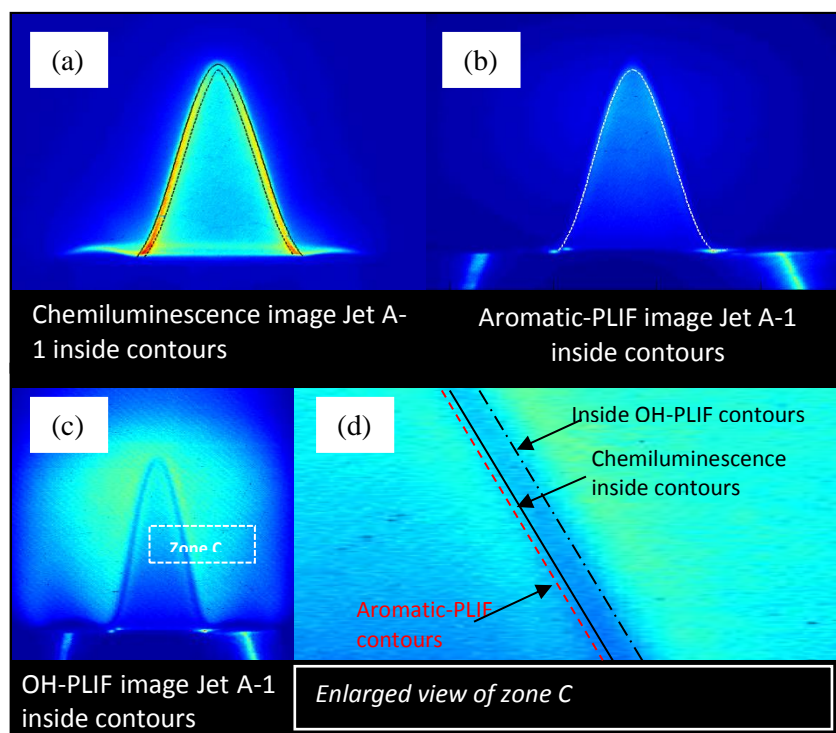 (a)
(b)
Chemiluminescence image Jet A-
1 inside contours
Aromatic-PLIF image Jet A-1
inside contours
(c)
Zone C
(d)
Inside OH-PLIF contours
Chemiluminescence
inside contours
Aromatic-PLIF
contours
OH-PLIF image Jet A-1
inside contours
Enlarged view of zone C